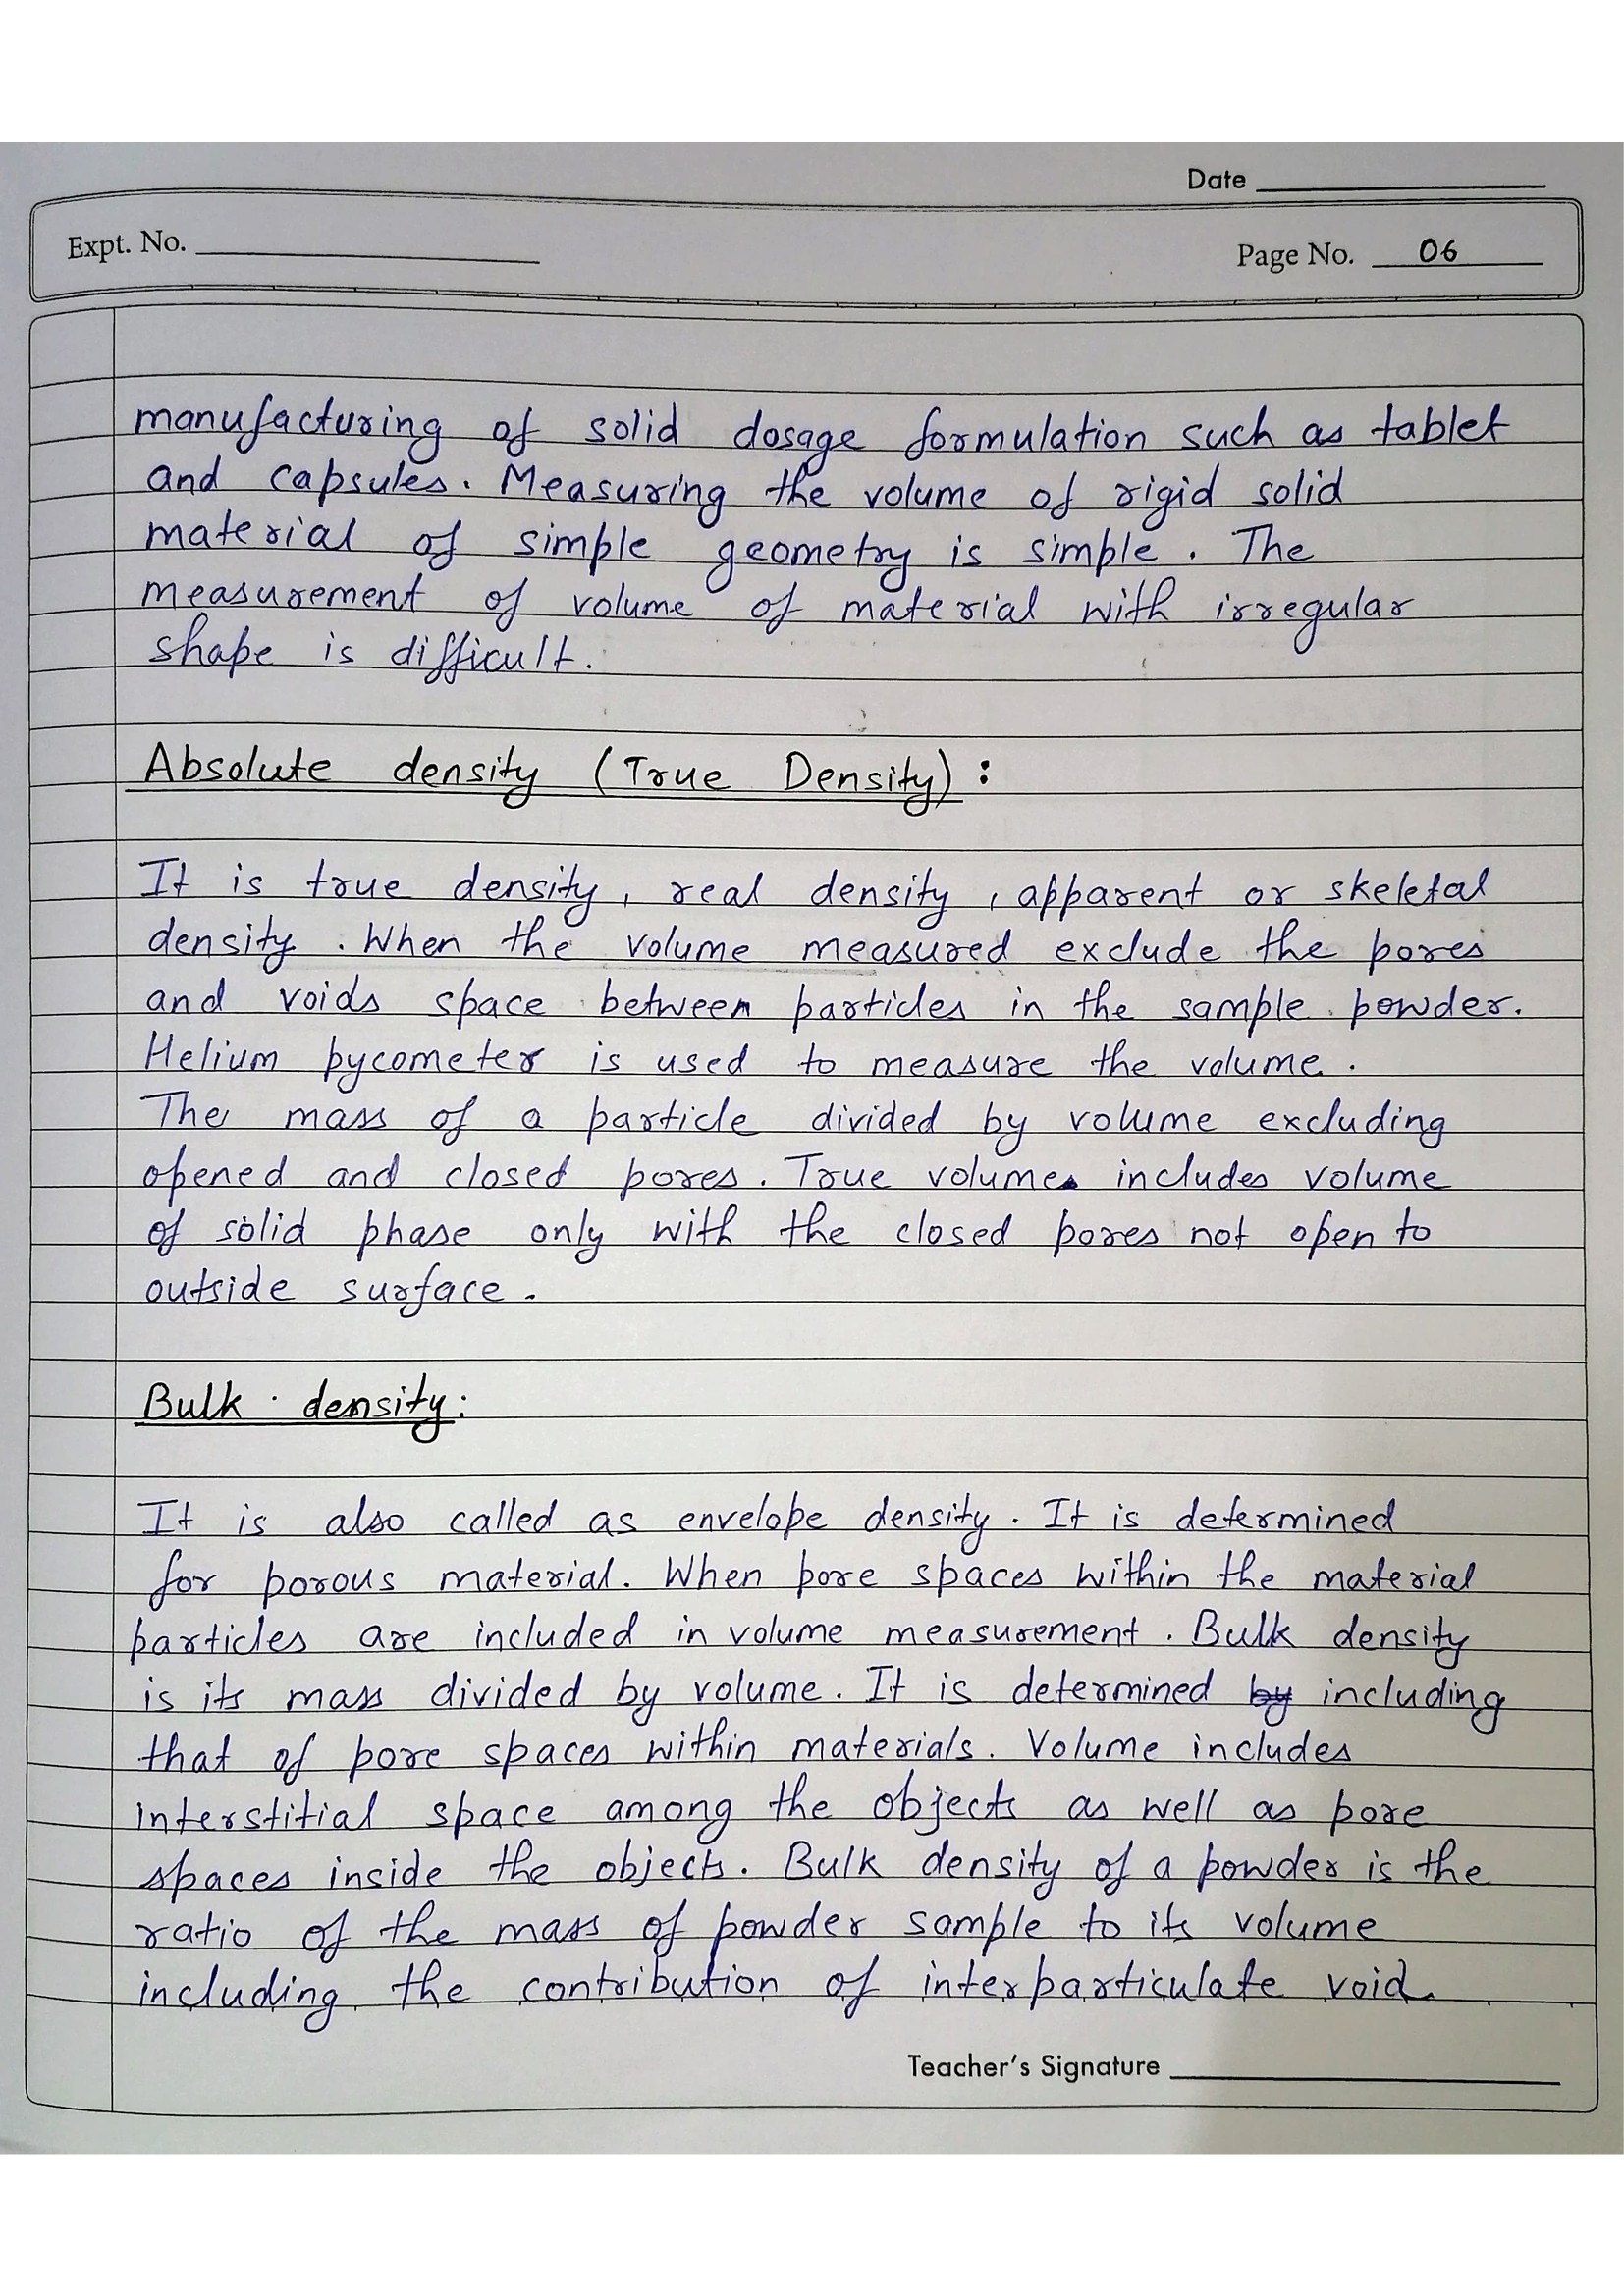 Date
Expt. No.
Page No. 06
manufacturing of solid dosage formulation such as tablet
and capsules. Measuring the volume of rigid solid
material of simple geometry is simple. The
measurement of volume of material with irregular
shape is difficult.
Absolute density (True Density):
It is true density, real density, apparent or skeletal
density. When the volume measured exclude the pores
and voids space between particles in the sample powder.
Helium pycometer is used to measure the volume.
The mass of a particle divided by volume excluding
opened and closed pores. True volumes includes volume
of solid phase only with the closed pores not open to
outside surface.
Bulk density:
It is also called as envelope density. It is determined
for porous material. When pore spaces within the material
particles are included in volume measurement. Bulk density
is its mass divided by volume. It is determined by including
that of pore spaces within materials. Volume includes
interstitial space among the objects as well as pore
spaces inside the objects. Bulk density of a powder is the
ratio of the mass of powder sample to its volume
including the contribution of interparticulate void.
Teacher's Signature